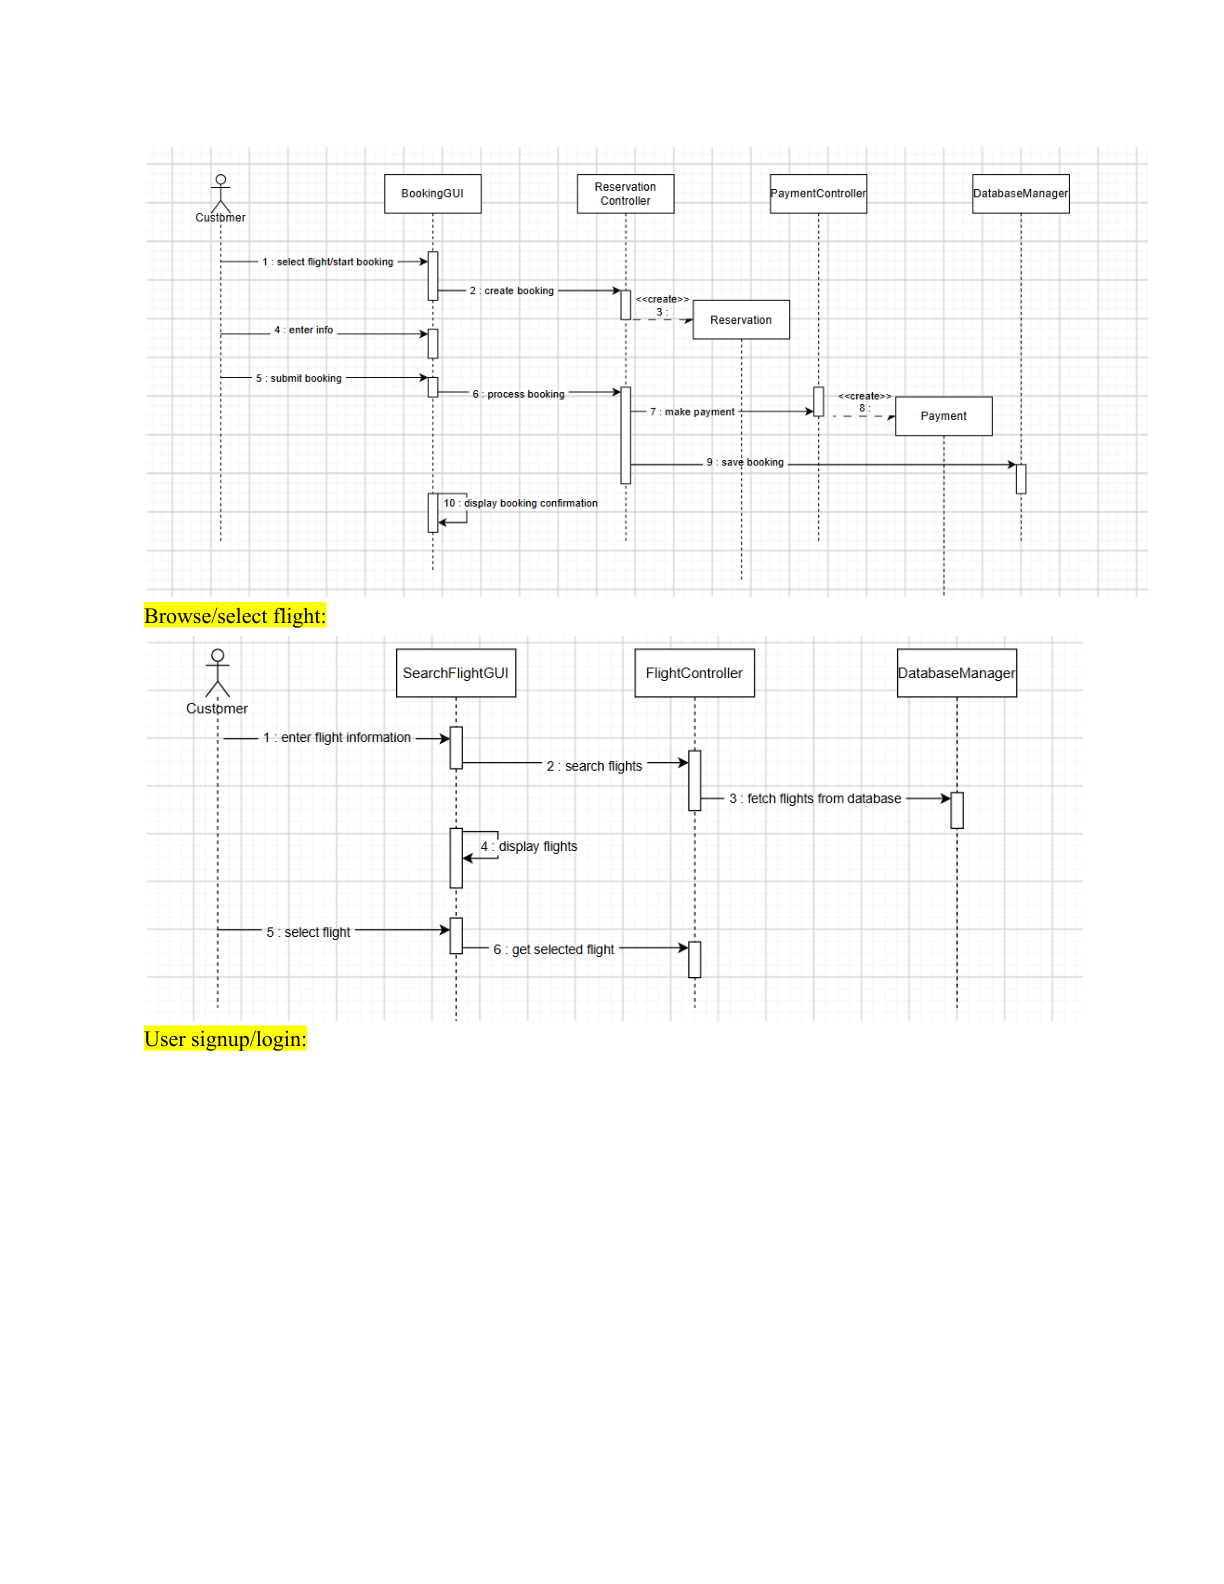 Customer
BookingGUI
Reservation
Controller
PaymentController
DatabaseManager
1 : select flight/start booking
2 : create booking
<<create>>
3 :
Reservation
4 : enter info
5 : submit booking
6 : process booking
7 : make payment
<<create>>
8 :
Payment
9 : save booking
10 : display booking confirmation
Browse/select flight:
Customer
SearchFlightGUI
FlightController
DatabaseManager
1 : enter flight information
2 : search flights
3 : fetch flights from database
4 : display flights
5 : select flight
6 : get selected flight
User signup/login: